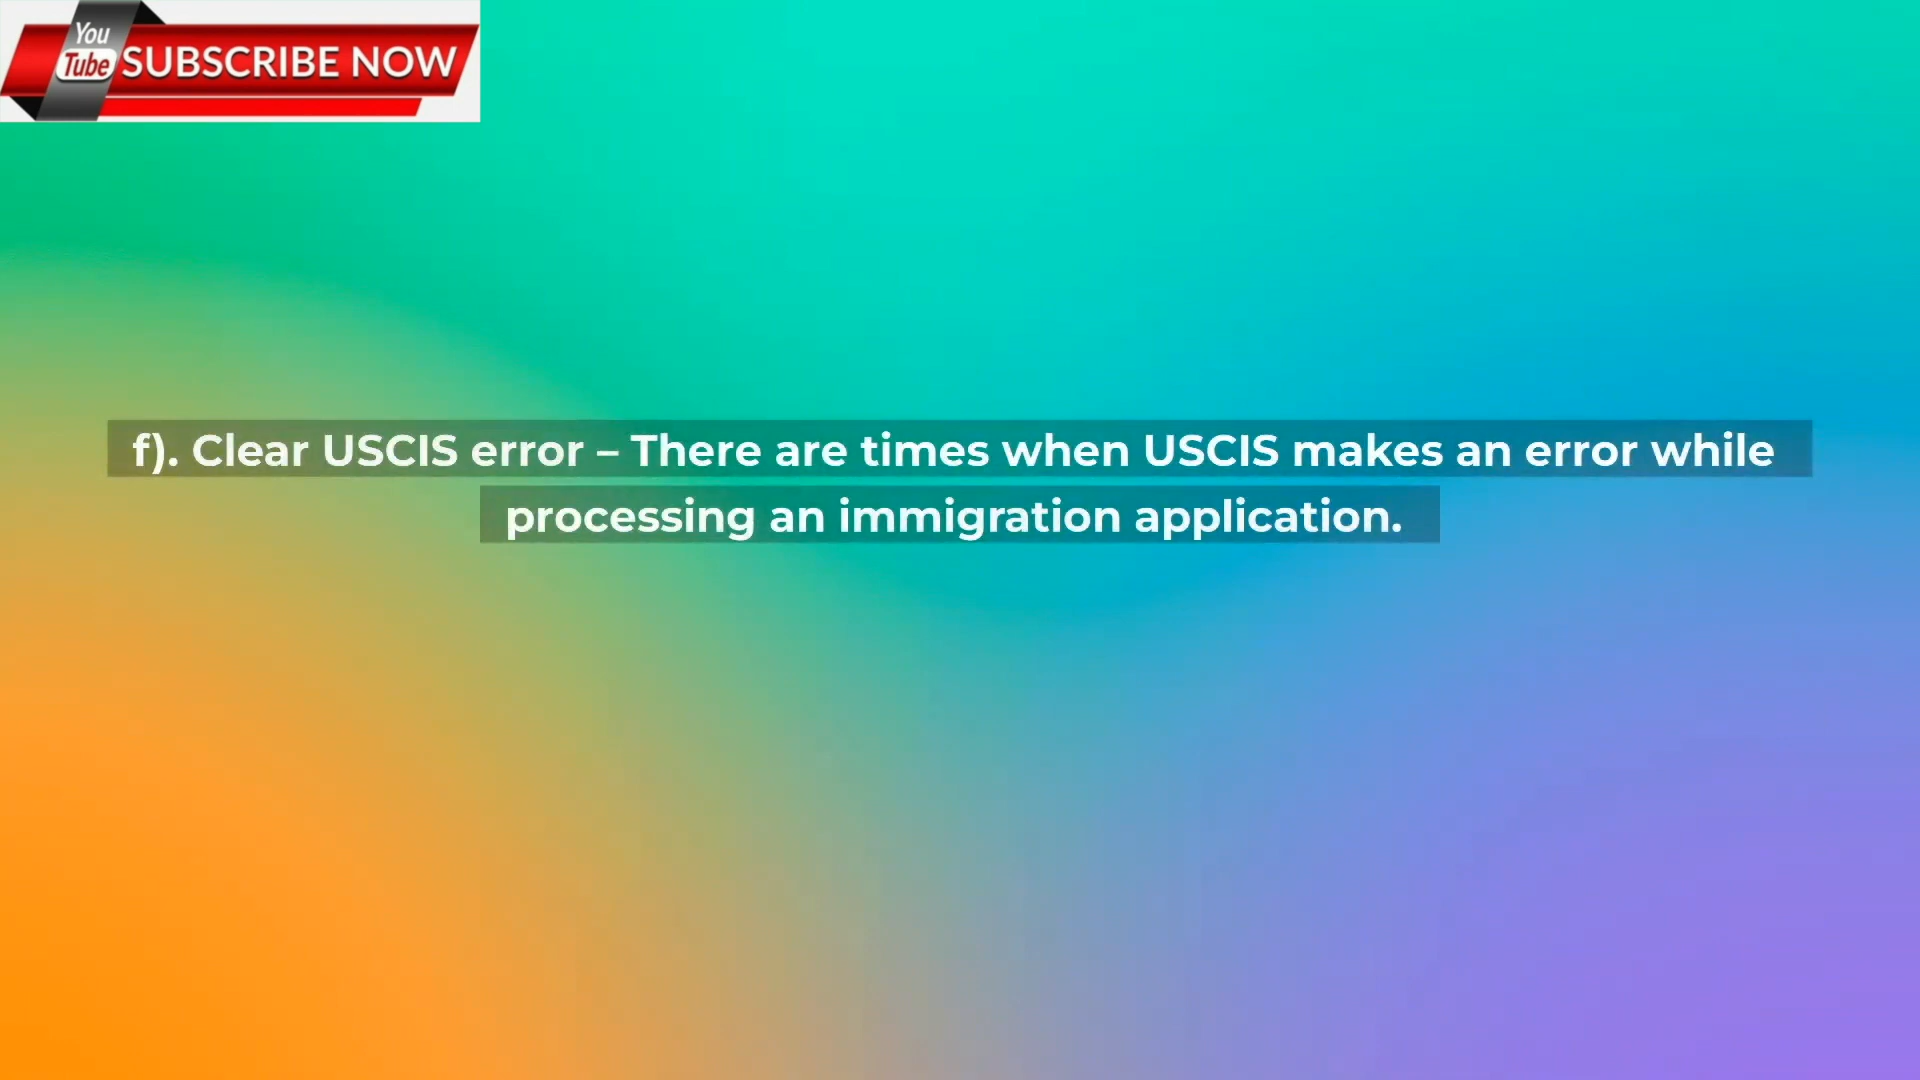 You
Tube SUBSCRIBE NOW
f). Clear USCIS error – There are times when USCIS makes an error while
processing an immigration application.